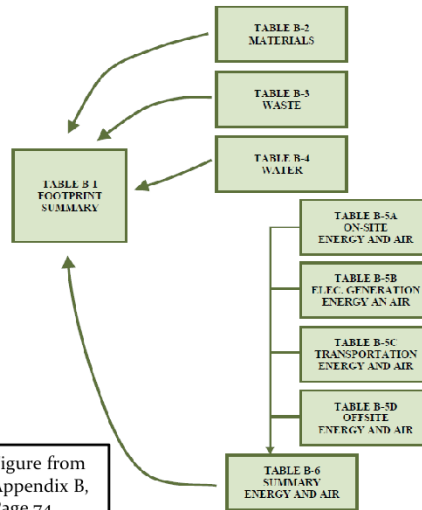 TABLE B-2
MATERIALS
TABLE B-3
WASTE
TABLE B-4
WATER
TABLE B-1
FOOTPRINT
SUMMARY
TABLE B-5A
ON-SITE
ENERGY AND AIR
TABLE B-5B
ELEC. GENERATION
ENERGY AN AIR
TABLE B-5C
TRANSPORTATION
ENERGY AND AIR
TABLE B-5D
OFFSITE
ENERGY AND AIR
TABLE B-6
SUMMARY
ENERGY AND AIR
igure from
Appendix B,
Page 74